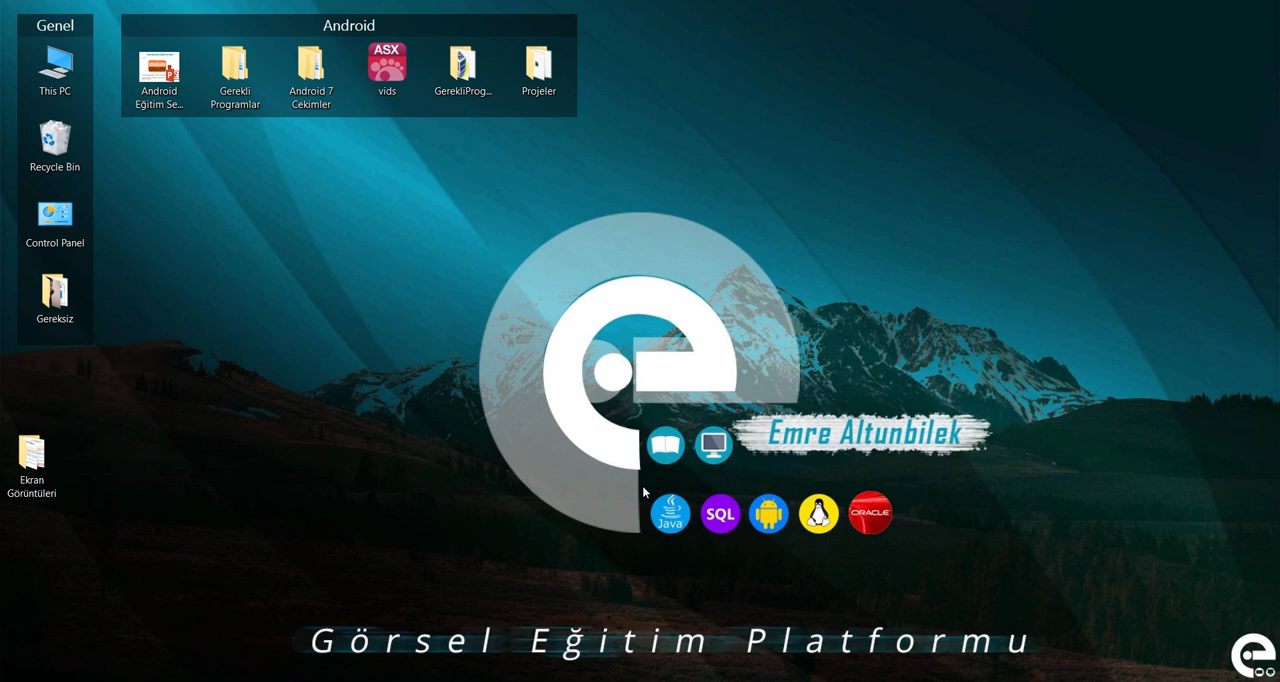 Genel
This PC
Recycle Bin
Control Panel
Gereksiz
Android
Android
Eğitim Se...
Gerekli
Programlar
Android 7
Cekimler
ASX
vids
GerekliProg...
Projeler
Ekran
Görüntüleri
Emre Altunbilek
Java
SQL
ORACLE
Görsel Eğitim Platformu